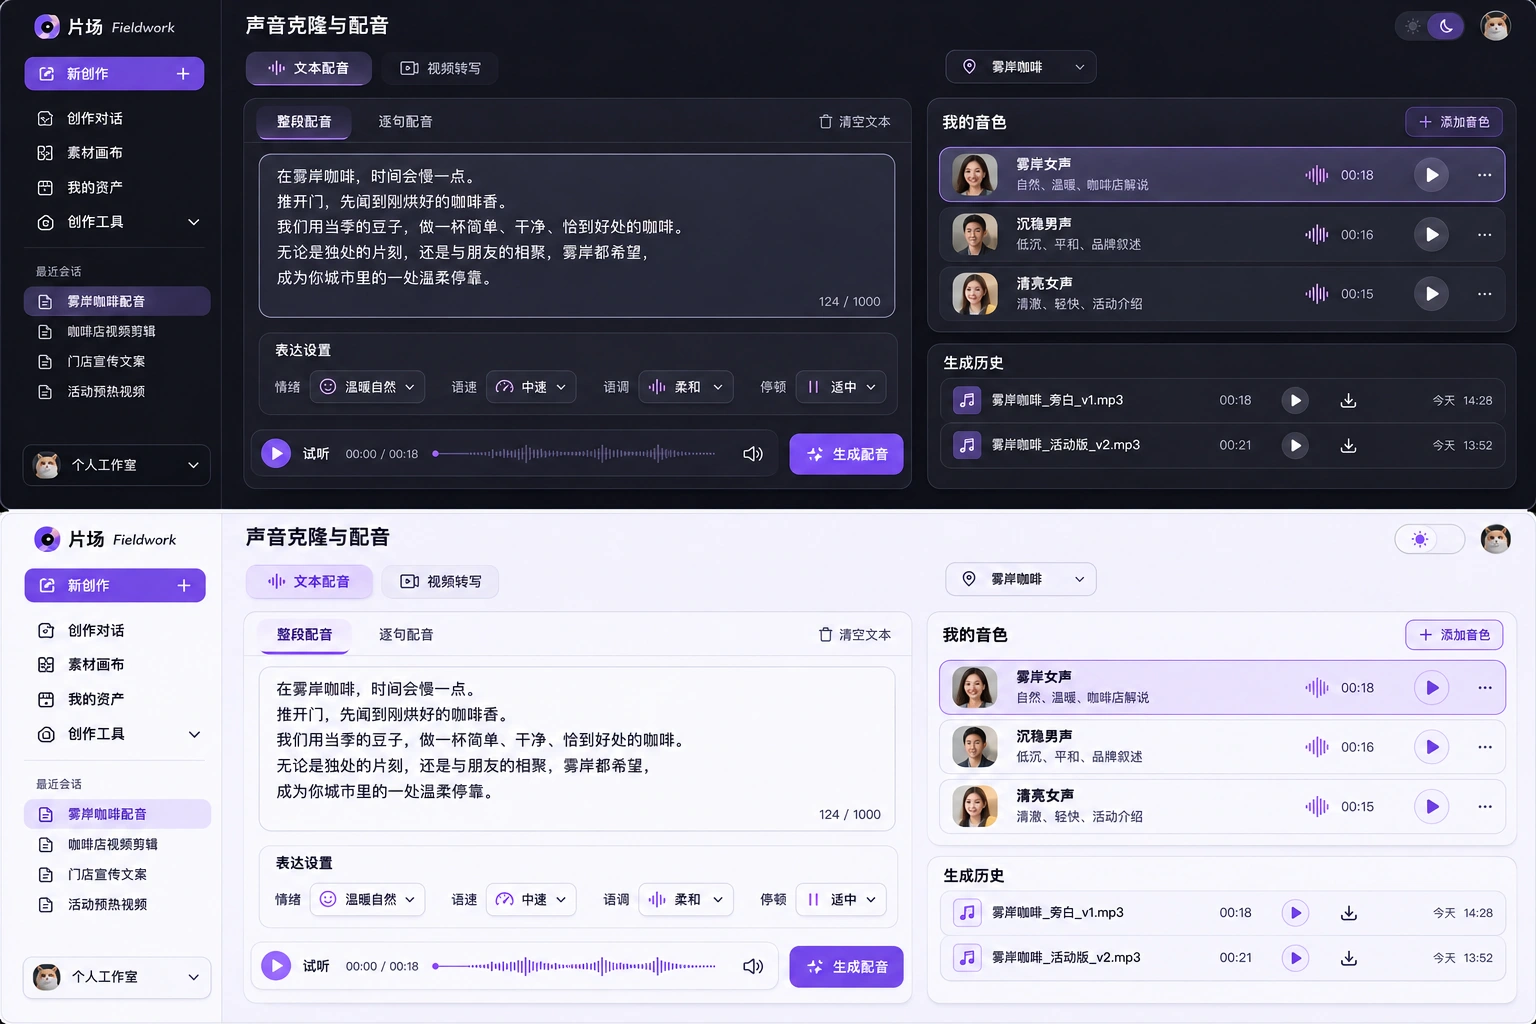 片场 Fieldwork
新创作
创作对话
素材画布
我的资产
创作工具
最近会话
雾岸咖啡配音
咖啡店视频剪辑
门店宣传文案
活动预热视频
个人工作室
声音克隆与配音
文本配音
视频转写
雾岸咖啡
整段配音
逐句配音
清空文本
在雾岸咖啡，时间会慢一点。
推开门，先闻到刚烘好的咖啡香。
我们用当季的豆子，做一杯简单、干净、恰到好处的咖啡。
无论是独处的片刻，还是与朋友的相聚，雾岸都希望，
成为你城市里的一处温柔停靠。
124 / 1000
表达设置
情绪 温暖自然
语速 中速
语调 柔和
停顿 适中
试听 00:00 / 00:18
生成配音
我的音色
添加音色
雾岸女声
自然、温暖、咖啡店解说
00:18
沉稳男声
低沉、平和、品牌叙述
00:16
清亮女声
清澈、轻快、活动介绍
00:15
生成历史
雾岸咖啡_旁白_v1.mp3 00:18 今天 14:28
雾岸咖啡_活动版_v2.mp3 00:21 今天 13:52
片场 Fieldwork
新创作
创作对话
素材画布
我的资产
创作工具
最近会话
雾岸咖啡配音
咖啡店视频剪辑
门店宣传文案
活动预热视频
个人工作室
声音克隆与配音
文本配音
视频转写
雾岸咖啡
整段配音
逐句配音
清空文本
在雾岸咖啡，时间会慢一点。
推开门，先闻到刚烘好的咖啡香。
我们用当季的豆子，做一杯简单、干净、恰到好处的咖啡。
无论是独处的片刻，还是与朋友的相聚，雾岸都希望，
成为你城市里的一处温柔停靠。
124 / 1000
表达设置
情绪 温暖自然
语速 中速
语调 柔和
停顿 适中
试听 00:00 / 00:18
生成配音
我的音色
添加音色
雾岸女声
自然、温暖、咖啡店解说
00:18
沉稳男声
低沉、平和、品牌叙述
00:16
清亮女声
清澈、轻快、活动介绍
00:15
生成历史
雾岸咖啡_旁白_v1.mp3 00:18 今天 14:28
雾岸咖啡_活动版_v2.mp3 00:21 今天 13:52